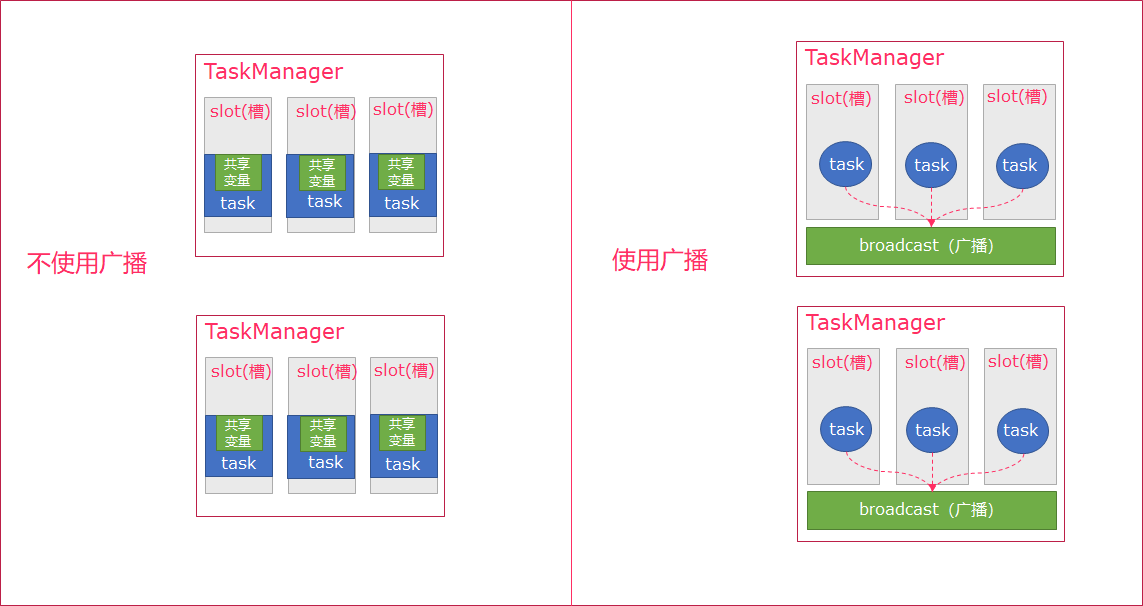 TaskManager
slot(槽) slot(槽) slot(槽)
共享 共享 共享
变量 变量 变量
task task task
不使用广播
TaskManager
slot(槽) slot(槽) slot(槽)
共享 共享 共享
变量 变量 变量
task task task
TaskManager
slot(槽) slot(槽) slot(槽)
task task task
broadcast（广播）
使用广播
TaskManager
slot(槽) slot(槽) slot(槽)
task task task
broadcast（广播）